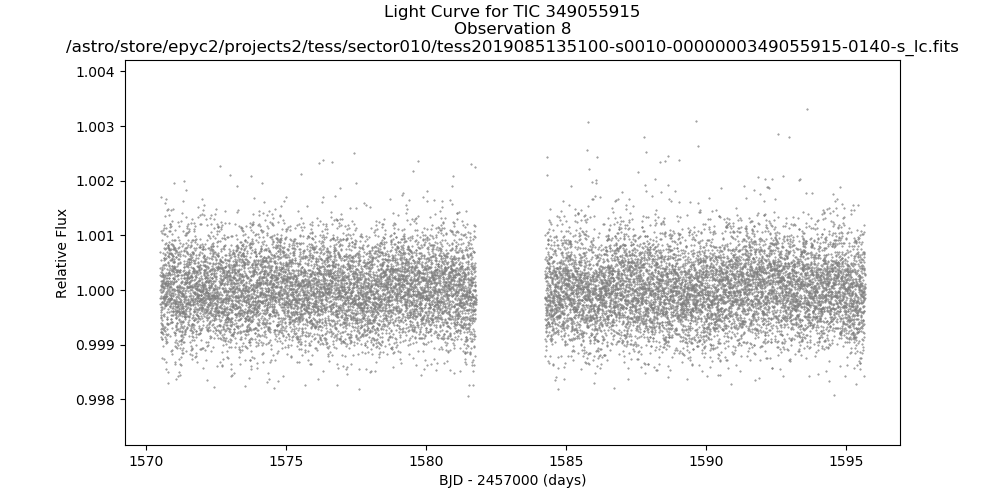 Light Curve for TIC 349055915
Observation 8
/astro/store/epyc2/projects2/tess/sector010/tess2019085135100-s0010-0000000349055915-0140-s_lc.fits
1.004
1.003
1.002
1.001
1.000
0.999
0.998
Relative Flux
1570
1575
1580
1585
1590
1595
BJD - 2457000 (days)